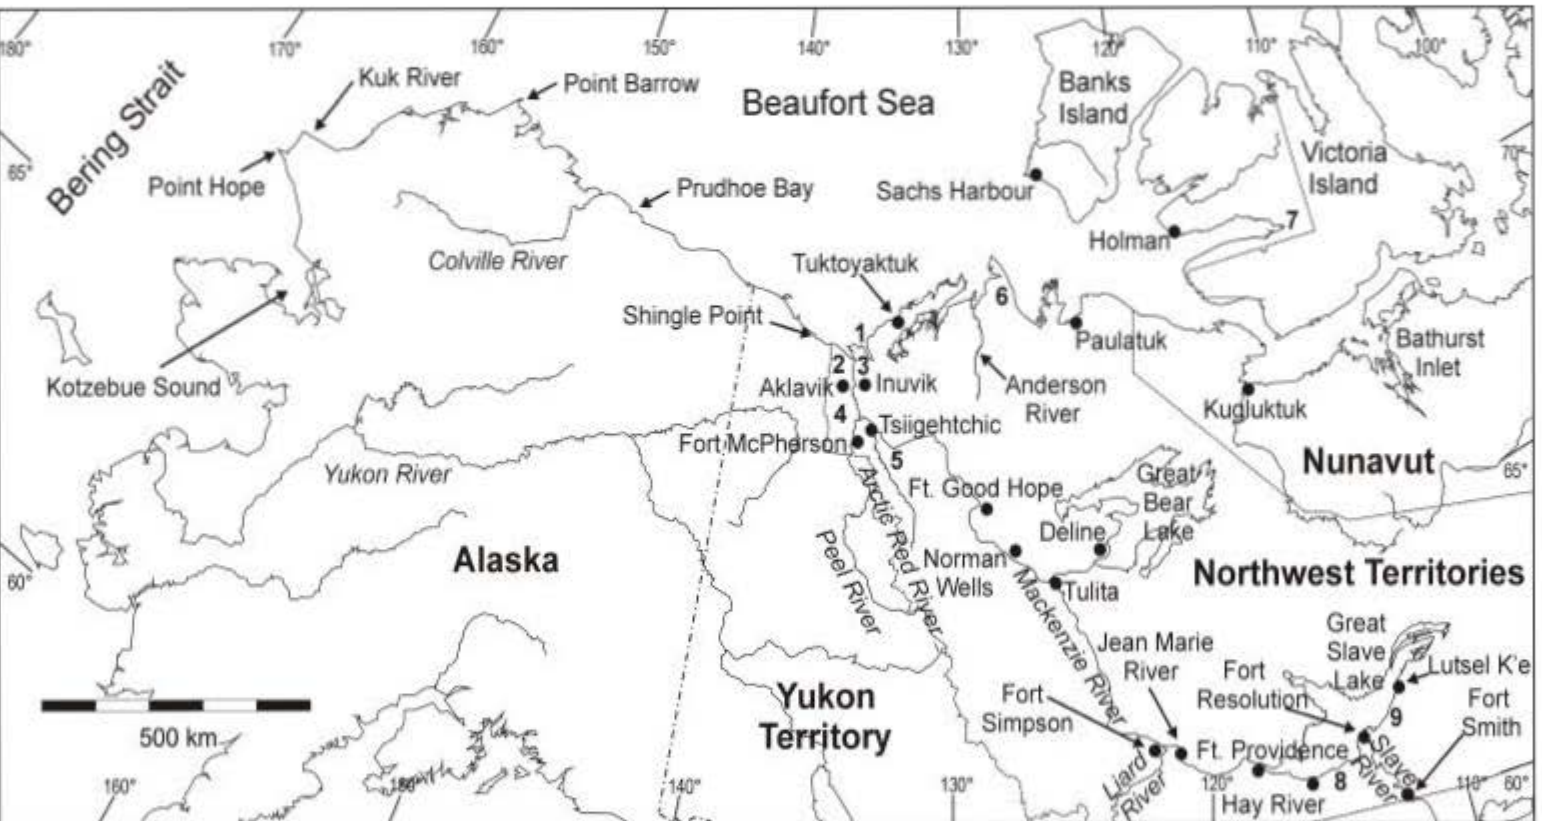 180°
170°
160°
150°
140°
130°
120°
110°
100°
Bering Strait
Kuk River
Point Barrow
Beaufort Sea
Banks
Island
65°
70°
Point Hope
Prudhoe Bay
Sachs Harbour
Victoria
Island
7
Holman
Colville River
Tuktoyaktuk
6
Shingle Point
1
Paulatuk
Bathurst
Inlet
Kotzebue Sound
2
3
Aklavik
Inuvik
Anderson
River
Kugluktuk
4
Tsiigehtchic
Fort McPherson
5
Yukon River
Nunavut
65°
Arctic Red River
Ft. Good Hope
Great
Bear
Lake
Deline
Peel River
Norman
Wells
Alaska
Northwest Territories
60°
Mackenzie River
Tulita
Jean Marie
River
Great
Slave
Lake
Fort
Resolution
Lutsel K'e
Fort
Simpson
Fort
Smith
9
Yukon
Territory
500 km
Ft. Providence
Slave
River
Liard
River
8
Hay River
160°
140°
130°
120°
110°
60°